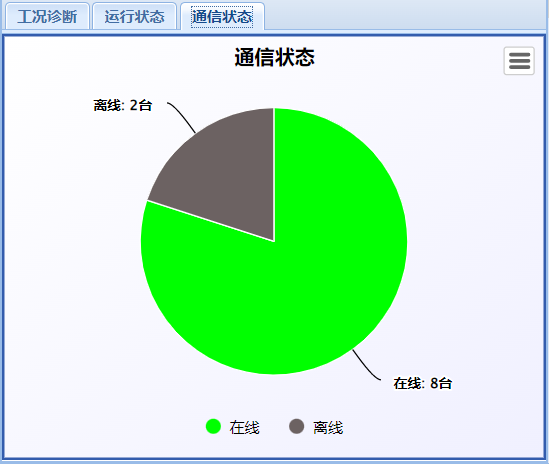 工况诊断 运行状态 通信状态
通信状态
离线: 2台
在线: 8台
在线 离线